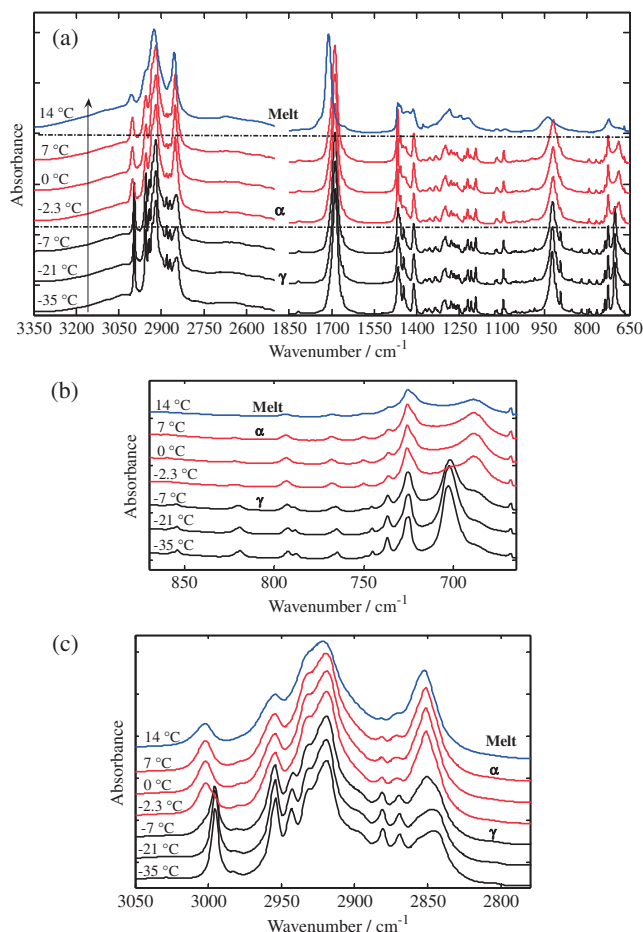 (a)
14 °C
Melt
7 °C
0 °C
-2.3 °C
α
-7 °C
-21 °C
γ
-35 °C
Absorbance
3350 3200 3050 2900 2750 2600 1850 1700 1550 1400 1250 1100 950 800 650
Wavenumber / cm-1
(b)
14 °C
Melt
7 °C
α
0 °C
-2.3 °C
-7 °C
γ
-21 °C
-35 °C
Absorbance
850 800 750 700
Wavenumber / cm-1
(c)
14 °C
Melt
7 °C
α
0 °C
-2.3 °C
-7 °C
γ
-21 °C
-35 °C
Absorbance
3050 3000 2950 2900 2850 2800
Wavenumber / cm-1